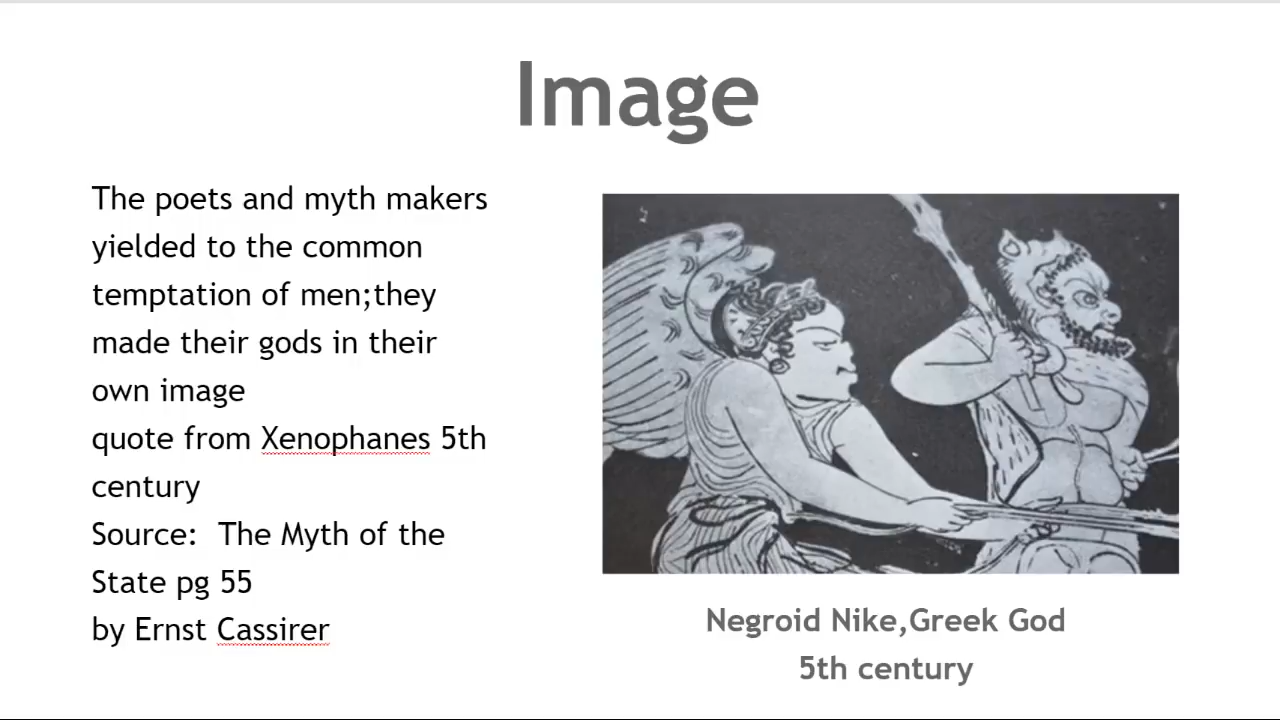 Image
The poets and myth makers
yielded to the common
temptation of men;they
made their gods in their
own image
quote from Xenophanes 5th
century
Source:  The Myth of the
State pg 55
by Ernst Cassirer
Negroid Nike,Greek God
5th century